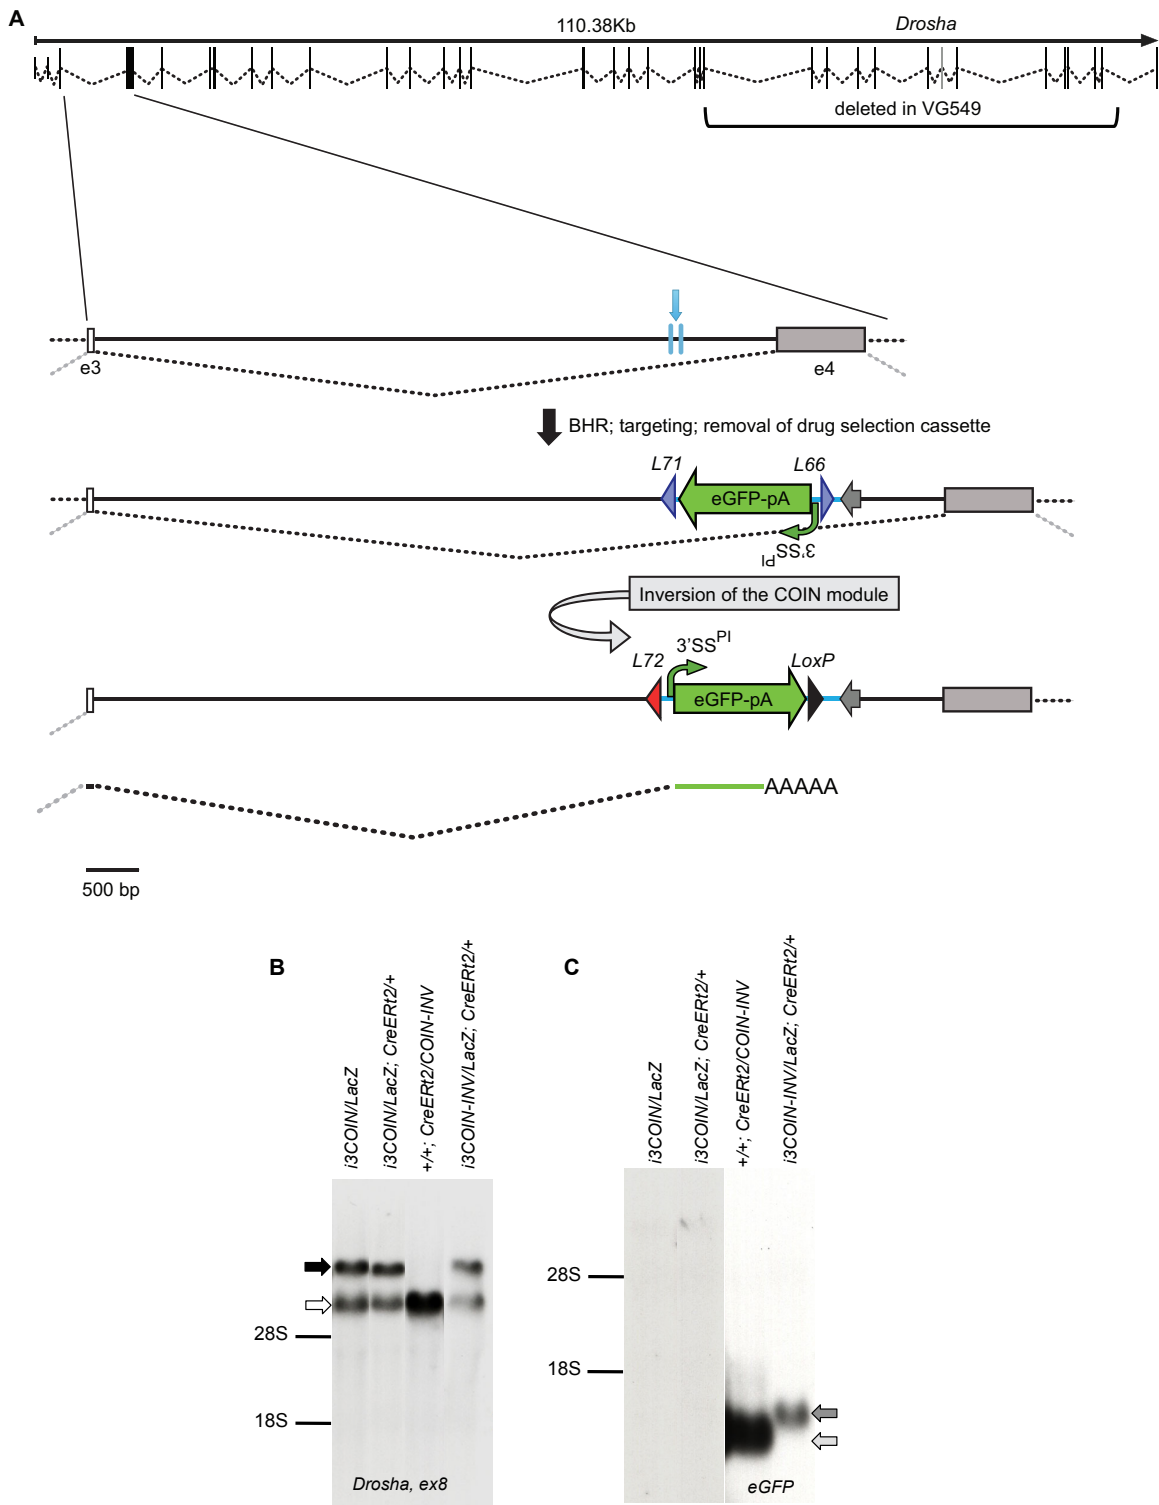 A
110.38Kb
Drosha
deleted in VG549
e3
e4
BHR; targeting; removal of drug selection cassette
L71
L66
eGFP-pA
3'SSPI
Inversion of the COIN module
3'SSPI
L72
LoxP
eGFP-pA
AAAAA
500 bp
B
i3COIN/LacZ
i3COIN/LacZ; CreERt2/+
+/+; CreERt2/COIN-INV
i3COIN-INV/LacZ; CreERt2/+
28S
18S
Drosha, ex8
C
i3COIN/LacZ
i3COIN/LacZ; CreERt2/+
+/+; CreERt2/COIN-INV
i3COIN-INV/LacZ; CreERt2/+
28S
18S
eGFP